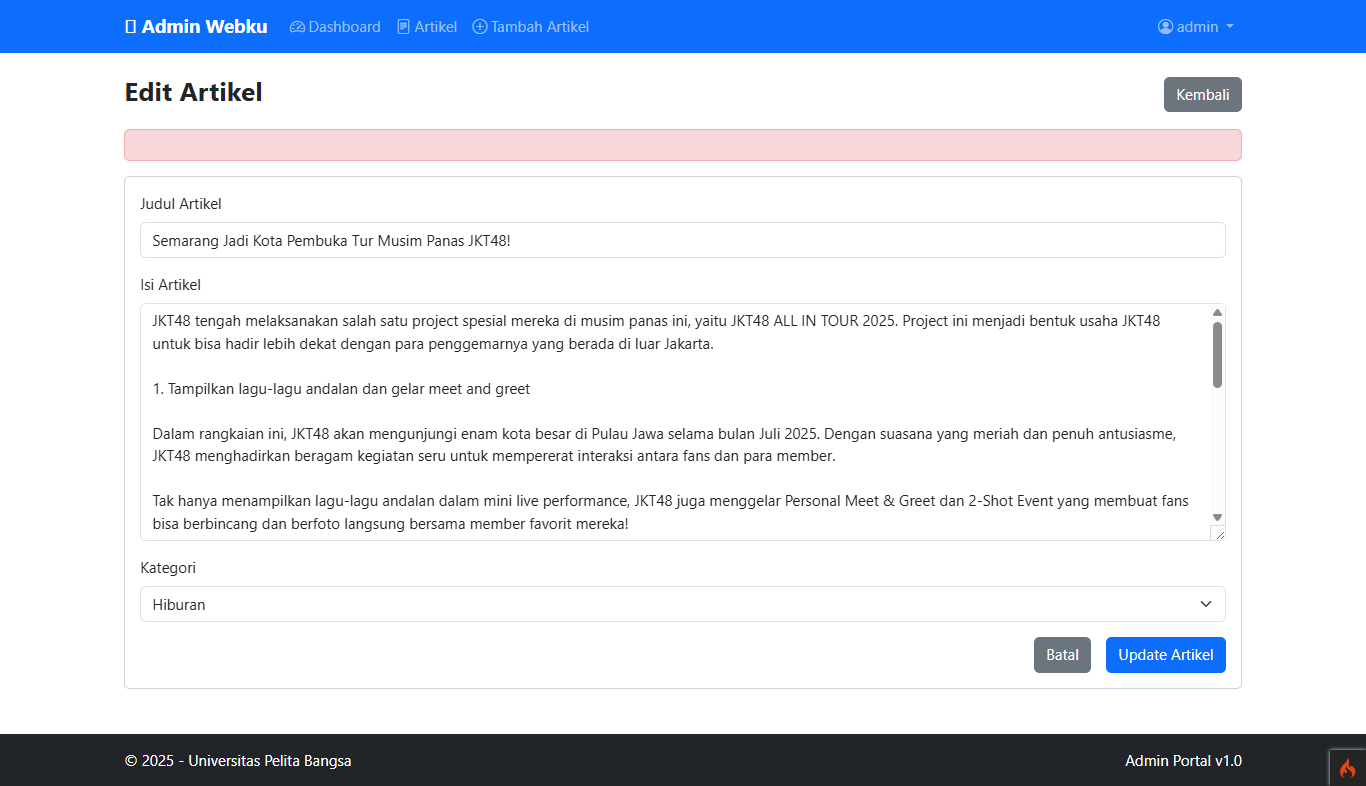 Admin Webku
Dashboard
Artikel
Tambah Artikel
admin
Edit Artikel
Kembali
Judul Artikel
Semarang Jadi Kota Pembuka Tur Musim Panas JKT48!
Isi Artikel
JKT48 tengah melaksanakan salah satu project spesial mereka di musim panas ini, yaitu JKT48 ALL IN TOUR 2025. Project ini menjadi bentuk usaha JKT48
untuk bisa hadir lebih dekat dengan para penggemarnya yang berada di luar Jakarta.
1. Tampilkan lagu-lagu andalan dan gelar meet and greet
Dalam rangkaian ini, JKT48 akan mengunjungi enam kota besar di Pulau Jawa selama bulan Juli 2025. Dengan suasana yang meriah dan penuh antusiasme,
JKT48 menghadirkan beragam kegiatan seru untuk mempererat interaksi antara fans dan para member.
Tak hanya menampilkan lagu-lagu andalan dalam mini live performance, JKT48 juga menggelar Personal Meet & Greet dan 2-Shot Event yang membuat fans
bisa berbincang dan berfoto langsung bersama member favorit mereka!
Kategori
Hiburan
Batal
Update Artikel
© 2025 - Universitas Pelita Bangsa
Admin Portal v1.0